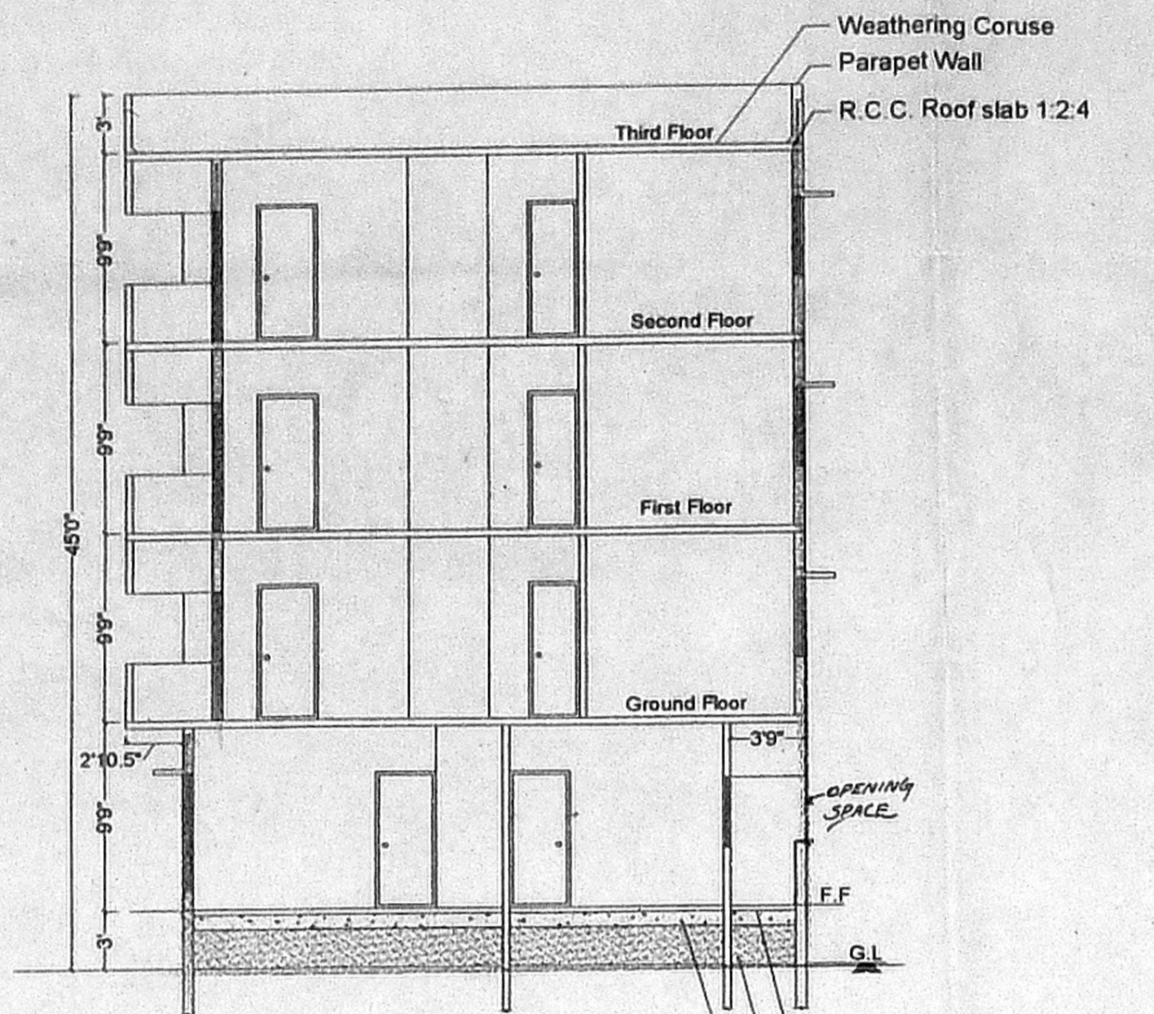 Weathering Coruse
Parapet Wall
R.C.C. Roof slab 1:2:4
3'
Third Floor
9'9"
Second Floor
9'9"
First Floor
45'0"
9'9"
Ground Floor
3'9"
2'10.5"
OPENING
SPACE
9'9"
F.F
3'
G.L